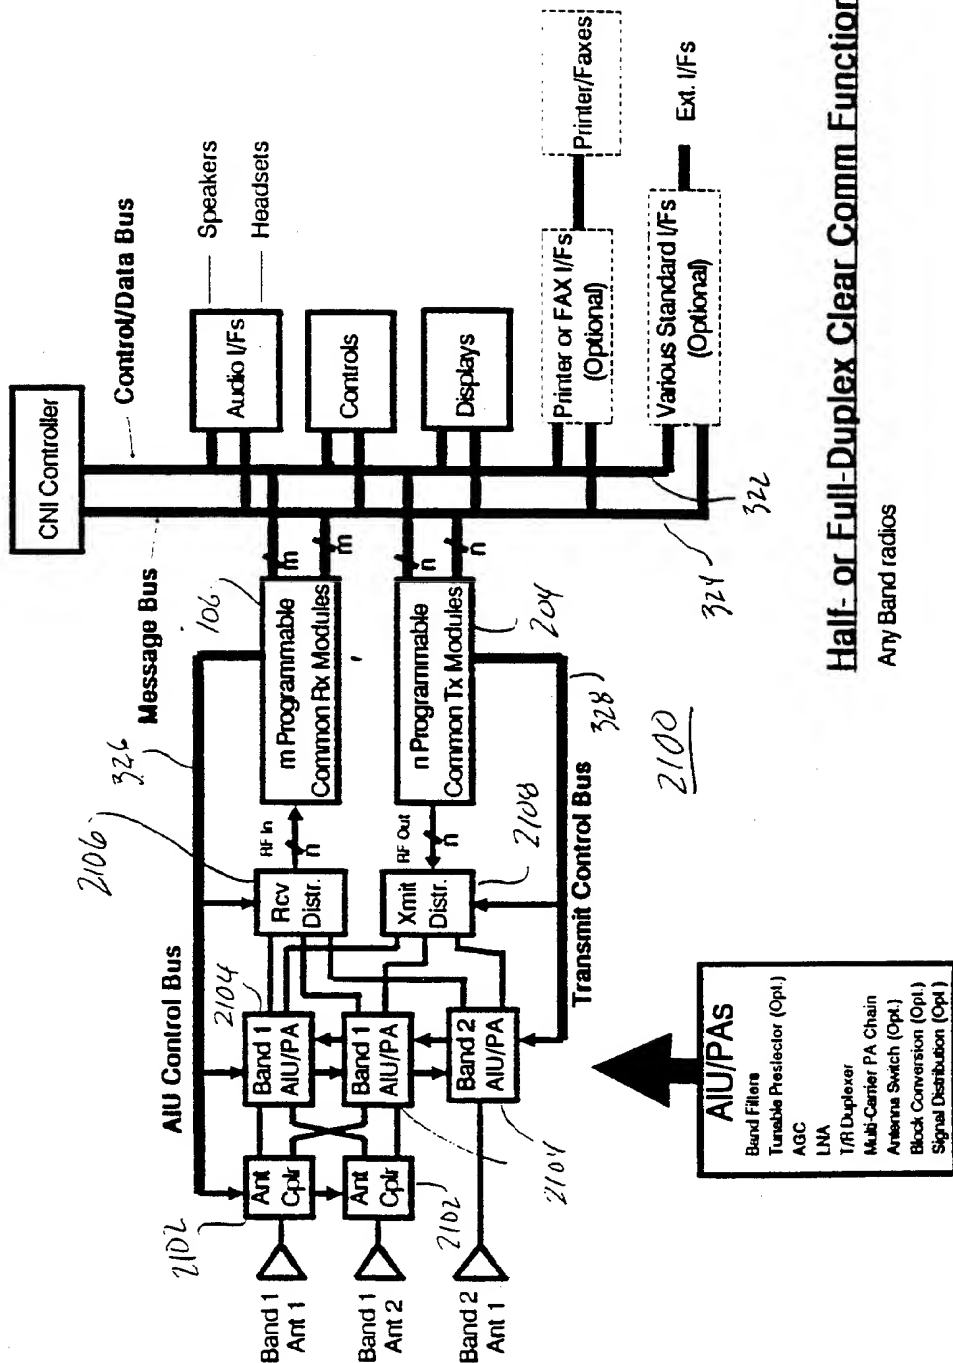 CNI Controller
Control/Data Bus
Message Bus
AIU Control Bus
Speakers
Headsets
Audio I/Fs
Controls
Displays
Printer or FAX I/Fs
(Optional)
Printer/Faxes
Various Standard I/Fs
(Optional)
Ext. I/Fs
m Programmable
Common Rx Modules
m
m
n Programmable
Common Tx Modules
n
n
RF In
n
RF Out
n
Rcv
Distr.
Xmit
Distr.
Band 1
AIU/PA
Band 1
AIU/PA
Band 2
AIU/PA
Ant
Cplr
Ant
Cplr
Band 1
Ant 1
Band 1
Ant 2
Band 2
Ant 1
Transmit Control Bus
326
106
2106
2104
2102
2102
2104
2108
204
328
324
322
2100
AIU/PAs
Band Filters
Tunable Preslector (Opt.)
AGC
LNA
T/R Duplexer
Multi-Carrier PA Chain
Antenna Switch (Opt.)
Block Conversion (Opt.)
Signal Distribution (Opt.)
Half- or Full-Duplex Clear Comm Function
Any Band radios